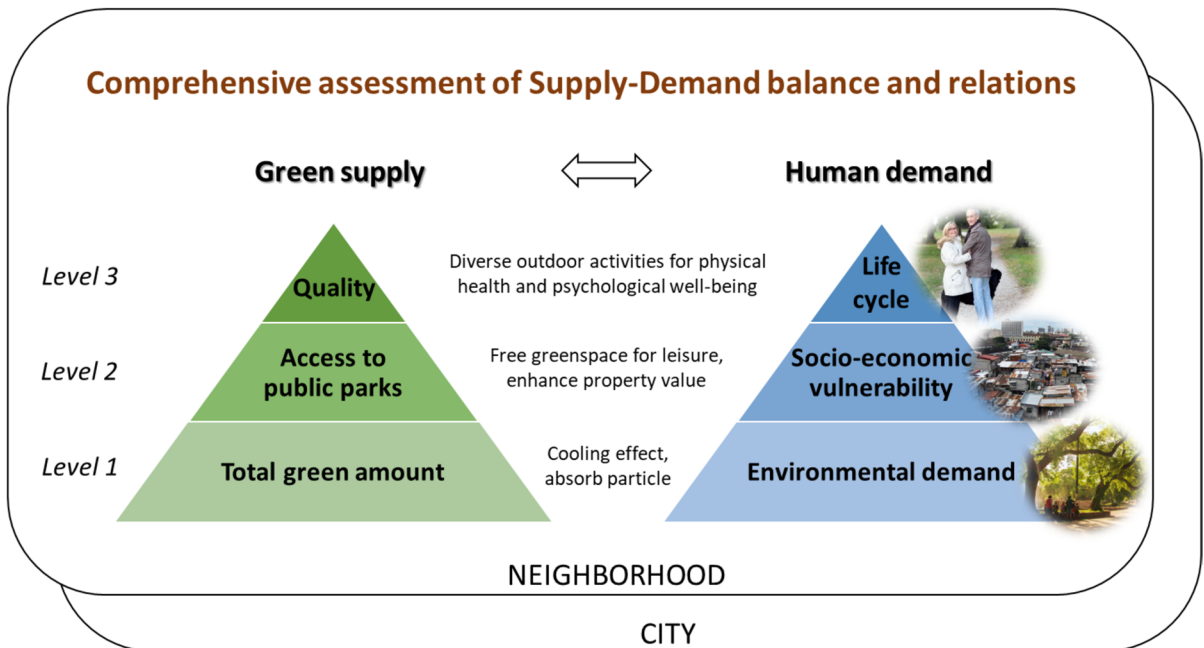 Comprehensive assessment of Supply-Demand balance and relations
Green supply
Human demand
Level 3
Quality
Diverse outdoor activities for physical
health and psychological well-being
Life
cycle
Level 2
Access to
public parks
Free greenspace for leisure,
enhance property value
Socio-economic
vulnerability
Level 1
Total green amount
Cooling effect,
absorb particle
Environmental demand
NEIGHBORHOOD
CITY